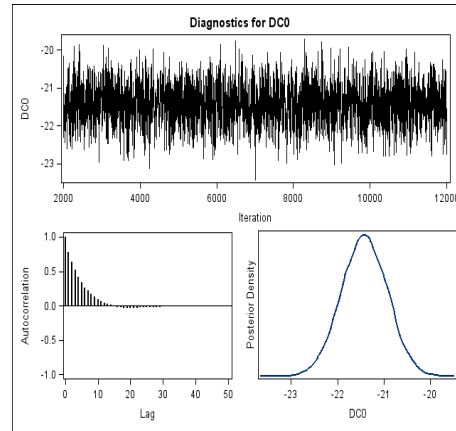 Diagnostics for DC0
-20
-21
-22
-23
DC0
2000 4000 6000 8000 10000 12000
Iteration
1.0
0.5
0.0
-0.5
-1.0
Autocorrelation
0 10 20 30 40 50
Lag
Posterior Density
-23 -22 -21 -20
DC0